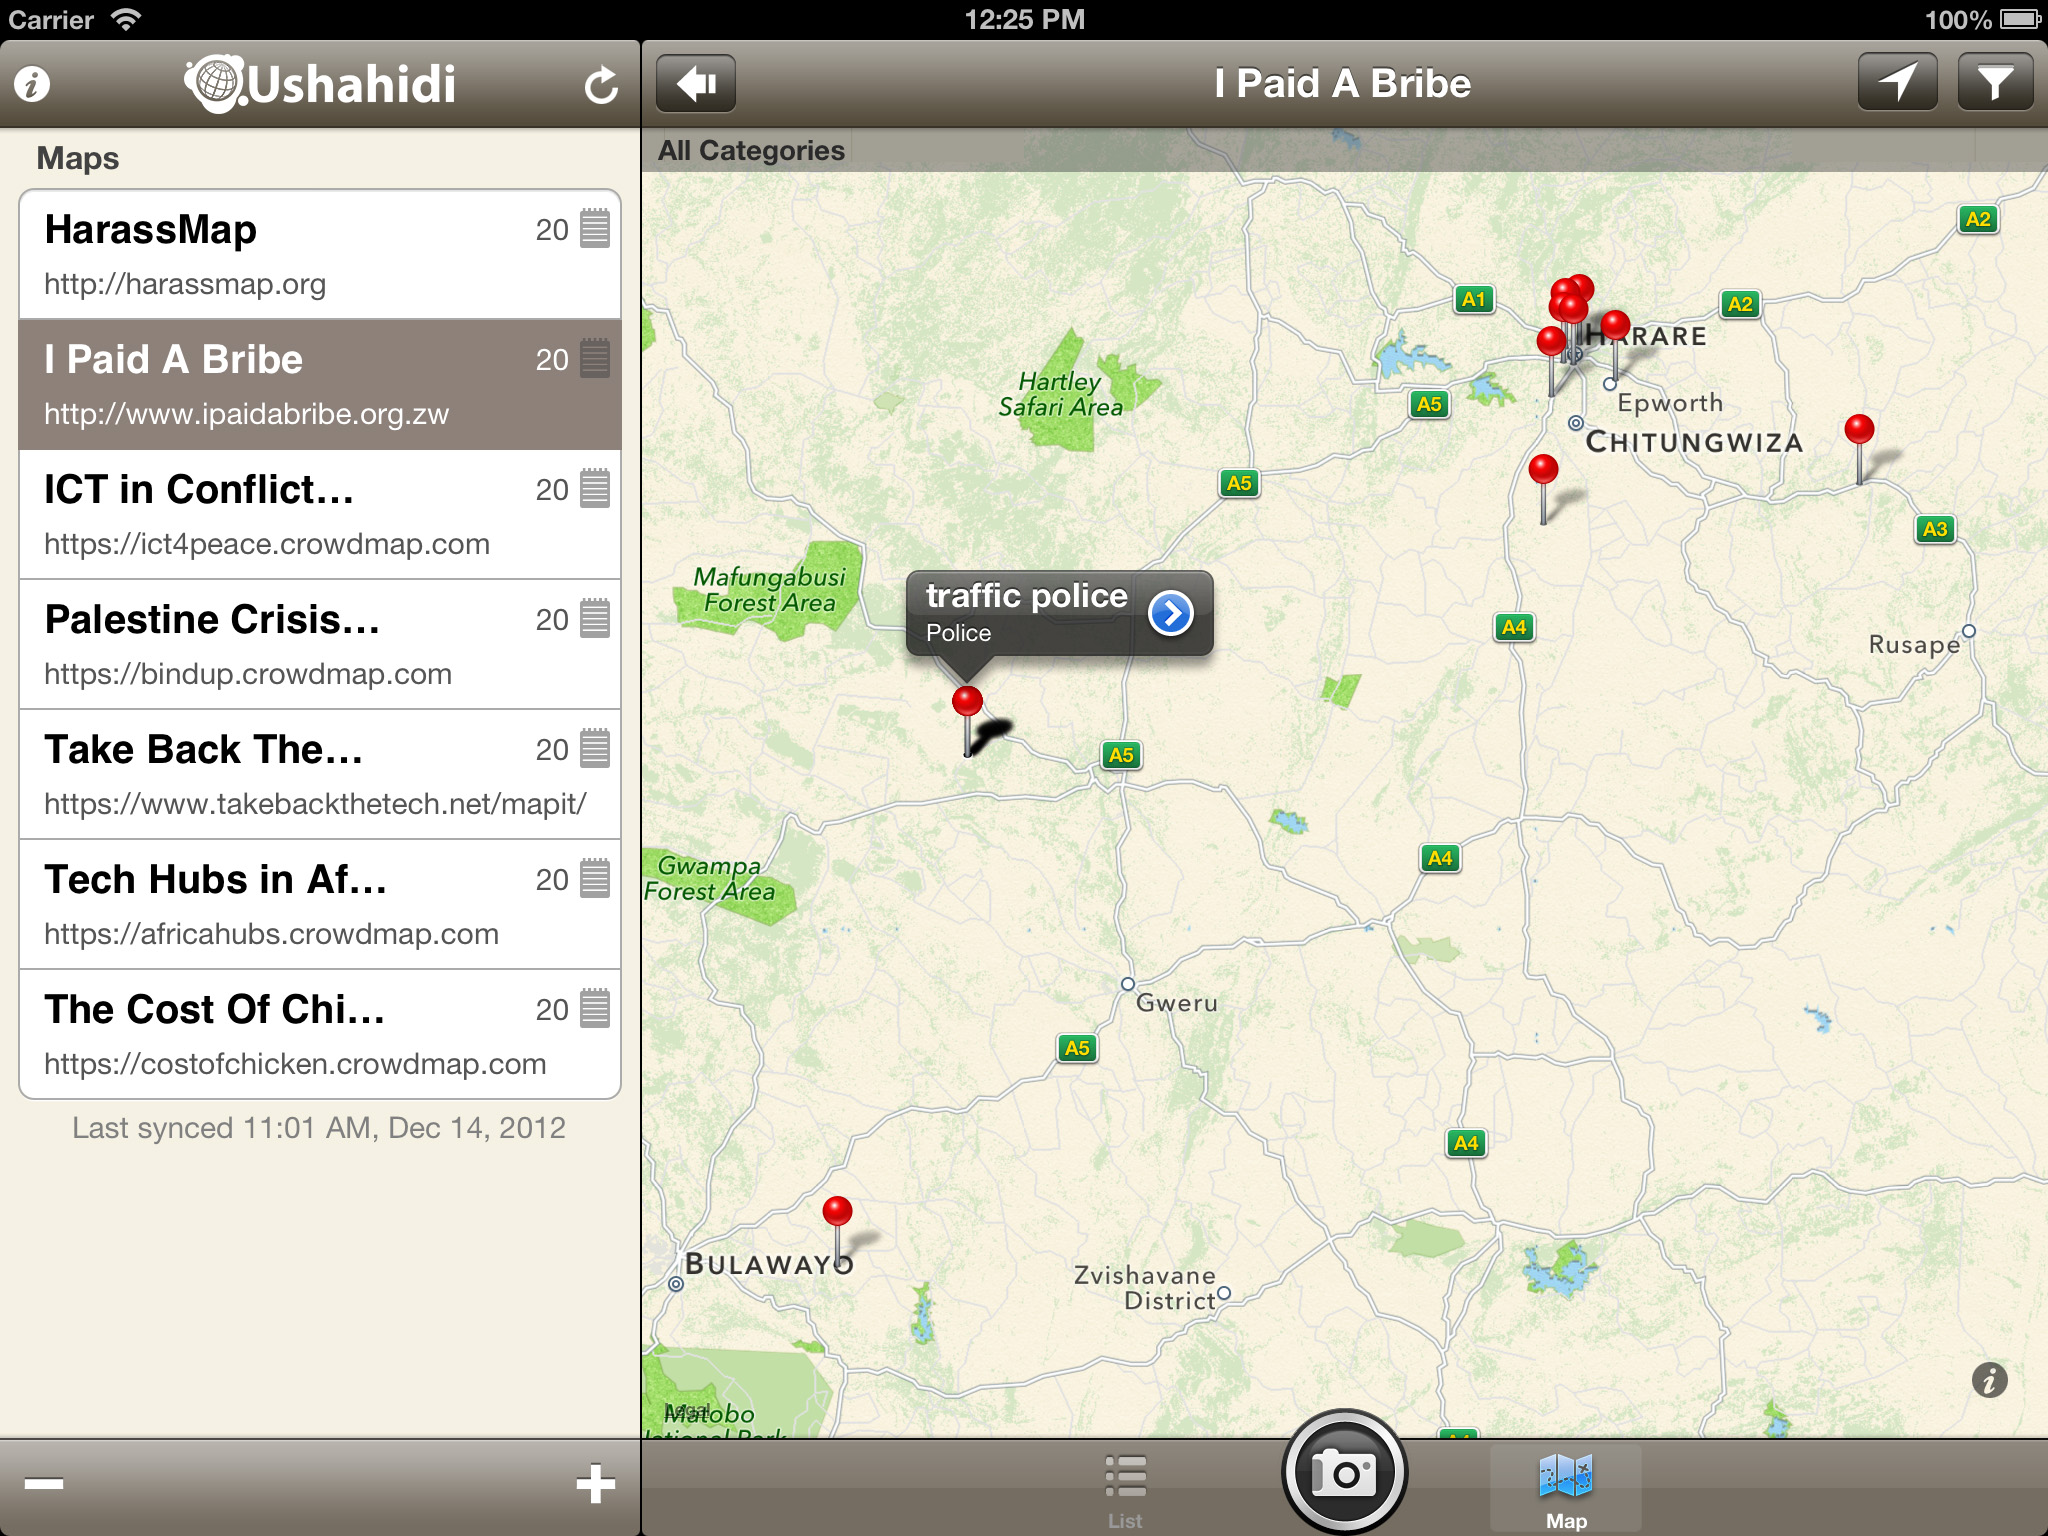 Carrier
12:25 PM
100%
Ushahidi
I Paid A Bribe
Maps
HarassMap
20
http://harassmap.org
I Paid A Bribe
20
http://www.ipaidabribe.org.zw
ICT in Conflict...
20
https://ict4peace.crowdmap.com
Palestine Crisis...
20
https://bindup.crowdmap.com
Take Back The...
20
https://www.takebackthetech.net/mapit/
Tech Hubs in Af...
20
https://africahubs.crowdmap.com
The Cost Of Chi...
20
https://costofchicken.crowdmap.com
Last synced 11:01 AM, Dec 14, 2012
All Categories
A2
A1
A2
HARARE
Hartley
Safari Area
A5
Epworth
CHITUNGWIZA
A5
A3
Mafungabusi
Forest Area
traffic police
Police
A4
Rusape
A5
A4
Gwampa
Forest Area
Gweru
A5
A4
BULAWAYO
Zvishavane
District
Legal
Matobo
National Park
A4
List
Map